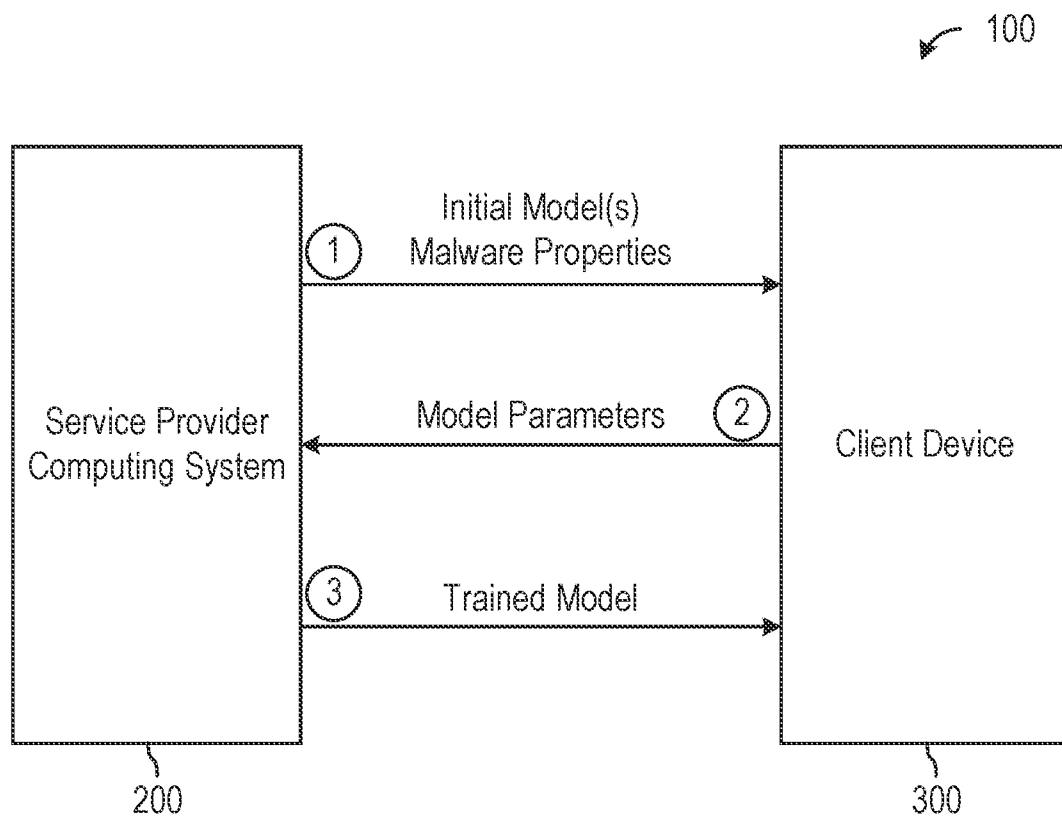 100
Initial Model(s)
1
Malware Properties
Model Parameters
2
Service Provider
Computing System
Client Device
3
Trained Model
200
300